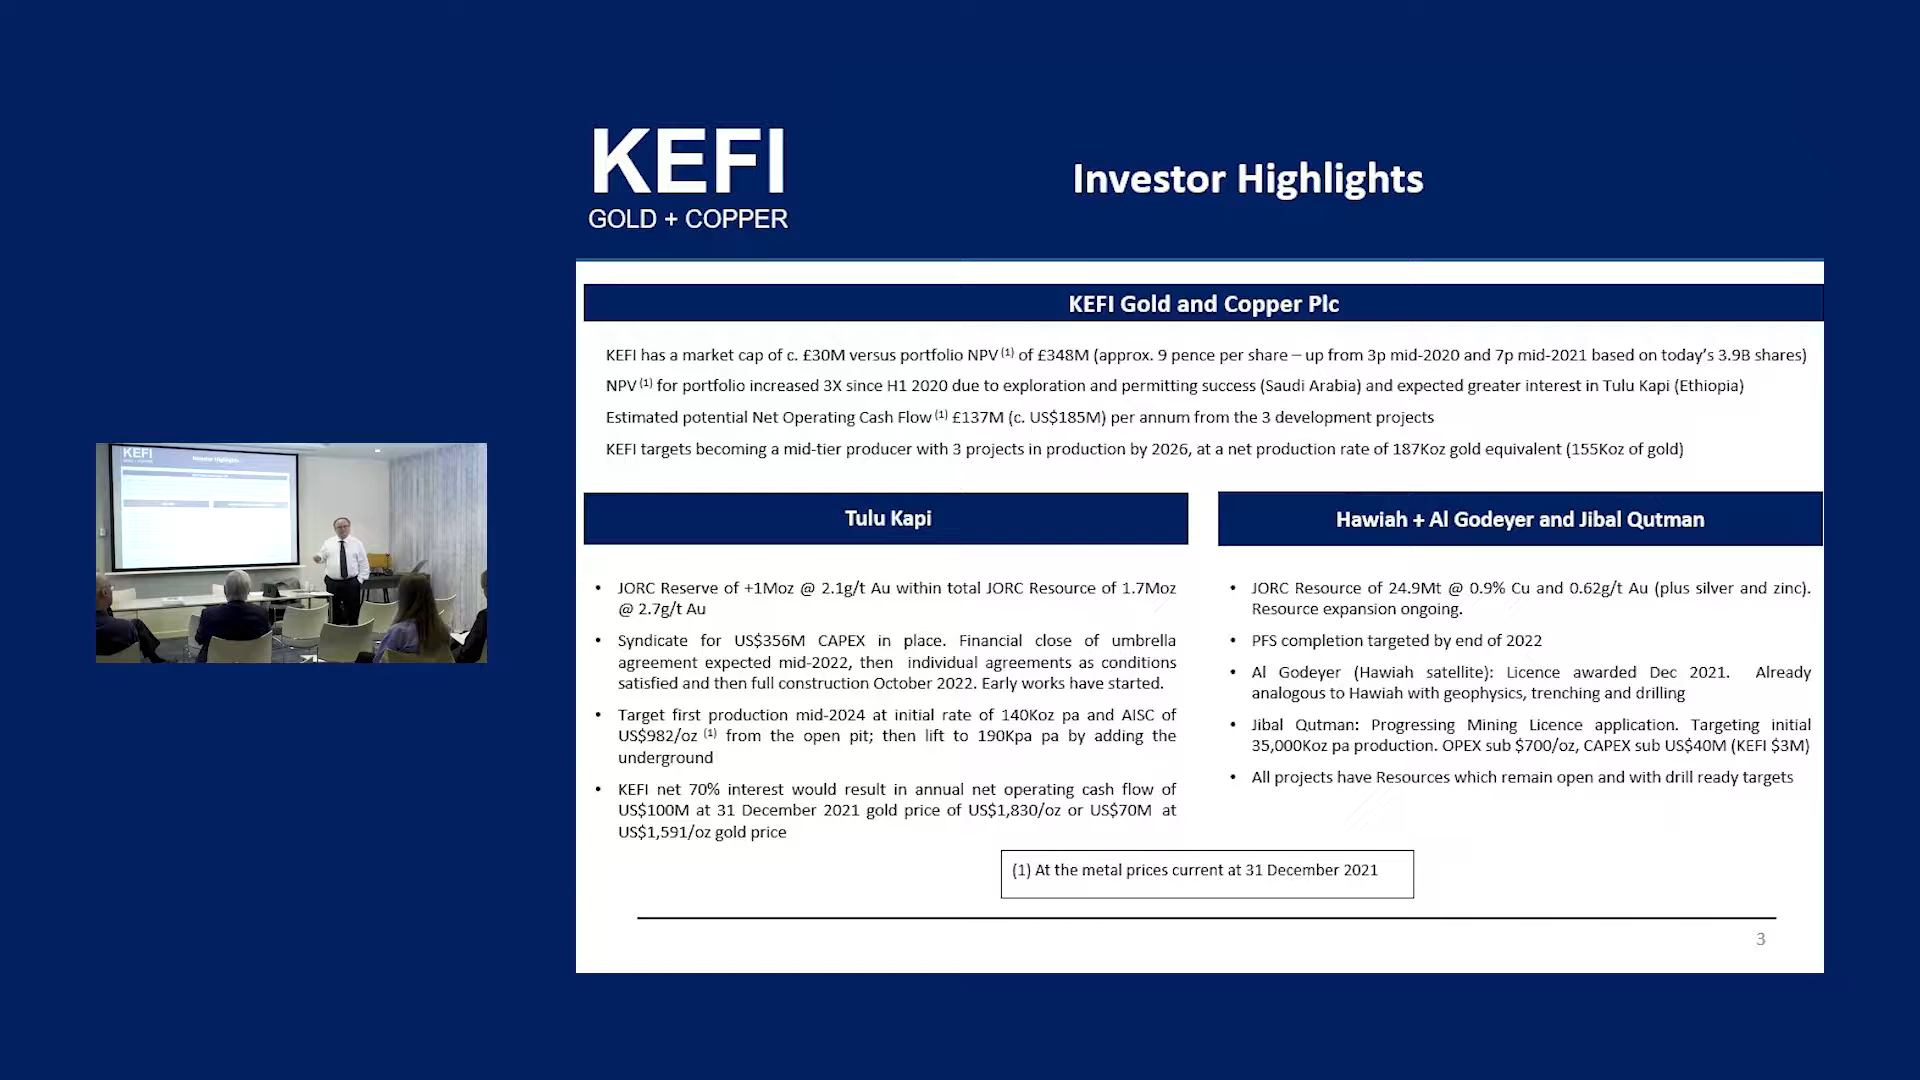 KEFI
GOLD + COPPER
Investor Highlights
KEFI Gold and Copper Plc
KEFI has a market cap of c. £30M versus portfolio NPV (1) of £348M (approx. 9 pence per share – up from 3p mid-2020 and 7p mid-2021 based on today's 3.9B shares)
NPV (1) for portfolio increased 3X since H1 2020 due to exploration and permitting success (Saudi Arabia) and expected greater interest in Tulu Kapi (Ethiopia)
Estimated potential Net Operating Cash Flow (1) £137M (c. US$185M) per annum from the 3 development projects
KEFI targets becoming a mid-tier producer with 3 projects in production by 2026, at a net production rate of 187Koz gold equivalent (155Koz of gold)
Tulu Kapi
• JORC Reserve of +1Moz @ 2.1g/t Au within total JORC Resource of 1.7Moz
@ 2.7g/t Au
• Syndicate for US$356M CAPEX in place. Financial close of umbrella
agreement expected mid-2022, then individual agreements as conditions
satisfied and then full construction October 2022. Early works have started.
• Target first production mid-2024 at initial rate of 140Koz pa and AISC of
US$982/oz (1) from the open pit; then lift to 190Kpa pa by adding the
underground
• KEFI net 70% interest would result in annual net operating cash flow of
US$100M at 31 December 2021 gold price of US$1,830/oz or US$70M at
US$1,591/oz gold price
Hawiah + Al Godeyer and Jibal Qutman
• JORC Resource of 24.9Mt @ 0.9% Cu and 0.62g/t Au (plus silver and zinc).
Resource expansion ongoing.
• PFS completion targeted by end of 2022
• Al Godeyer (Hawiah satellite): Licence awarded Dec 2021. Already
analogous to Hawiah with geophysics, trenching and drilling
• Jibal Qutman: Progressing Mining Licence application. Targeting initial
35,000Koz pa production. OPEX sub $700/oz, CAPEX sub US$40M (KEFI $3M)
• All projects have Resources which remain open and with drill ready targets
(1) At the metal prices current at 31 December 2021
3
KEFI
Investor Highlights